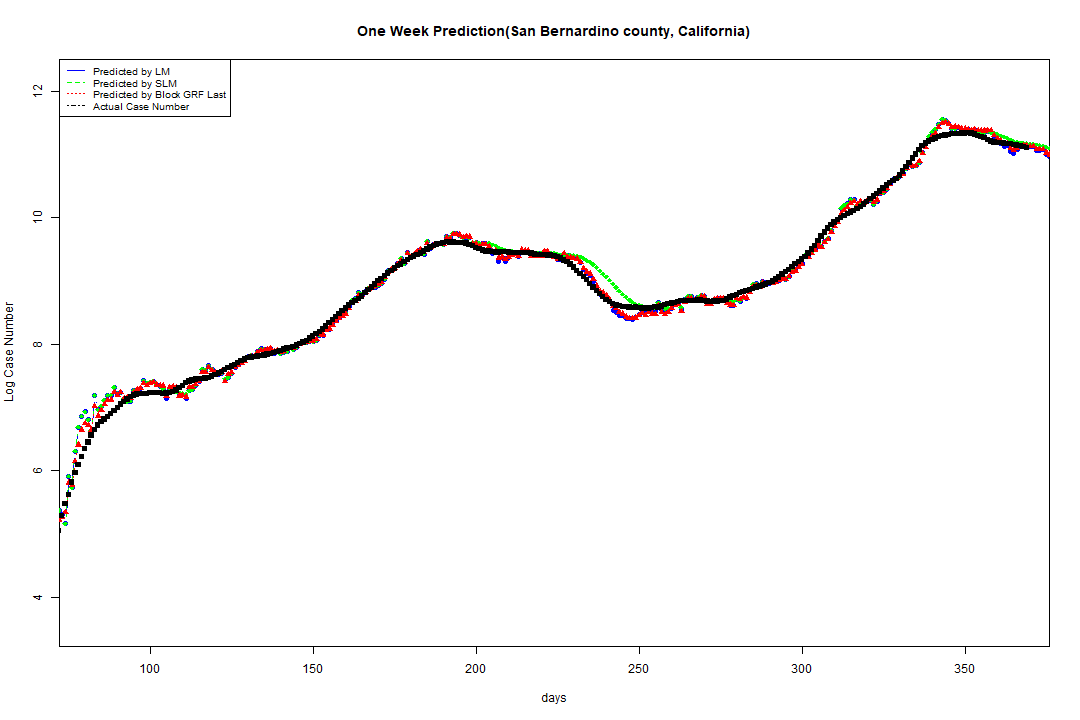 One Week Prediction(San Bernardino county, California)
Predicted by LM
Predicted by SLM
Predicted by Block GRF Last
Actual Case Number
12
10
8
6
4
Log Case Number
100 150 200 250 300 350
days